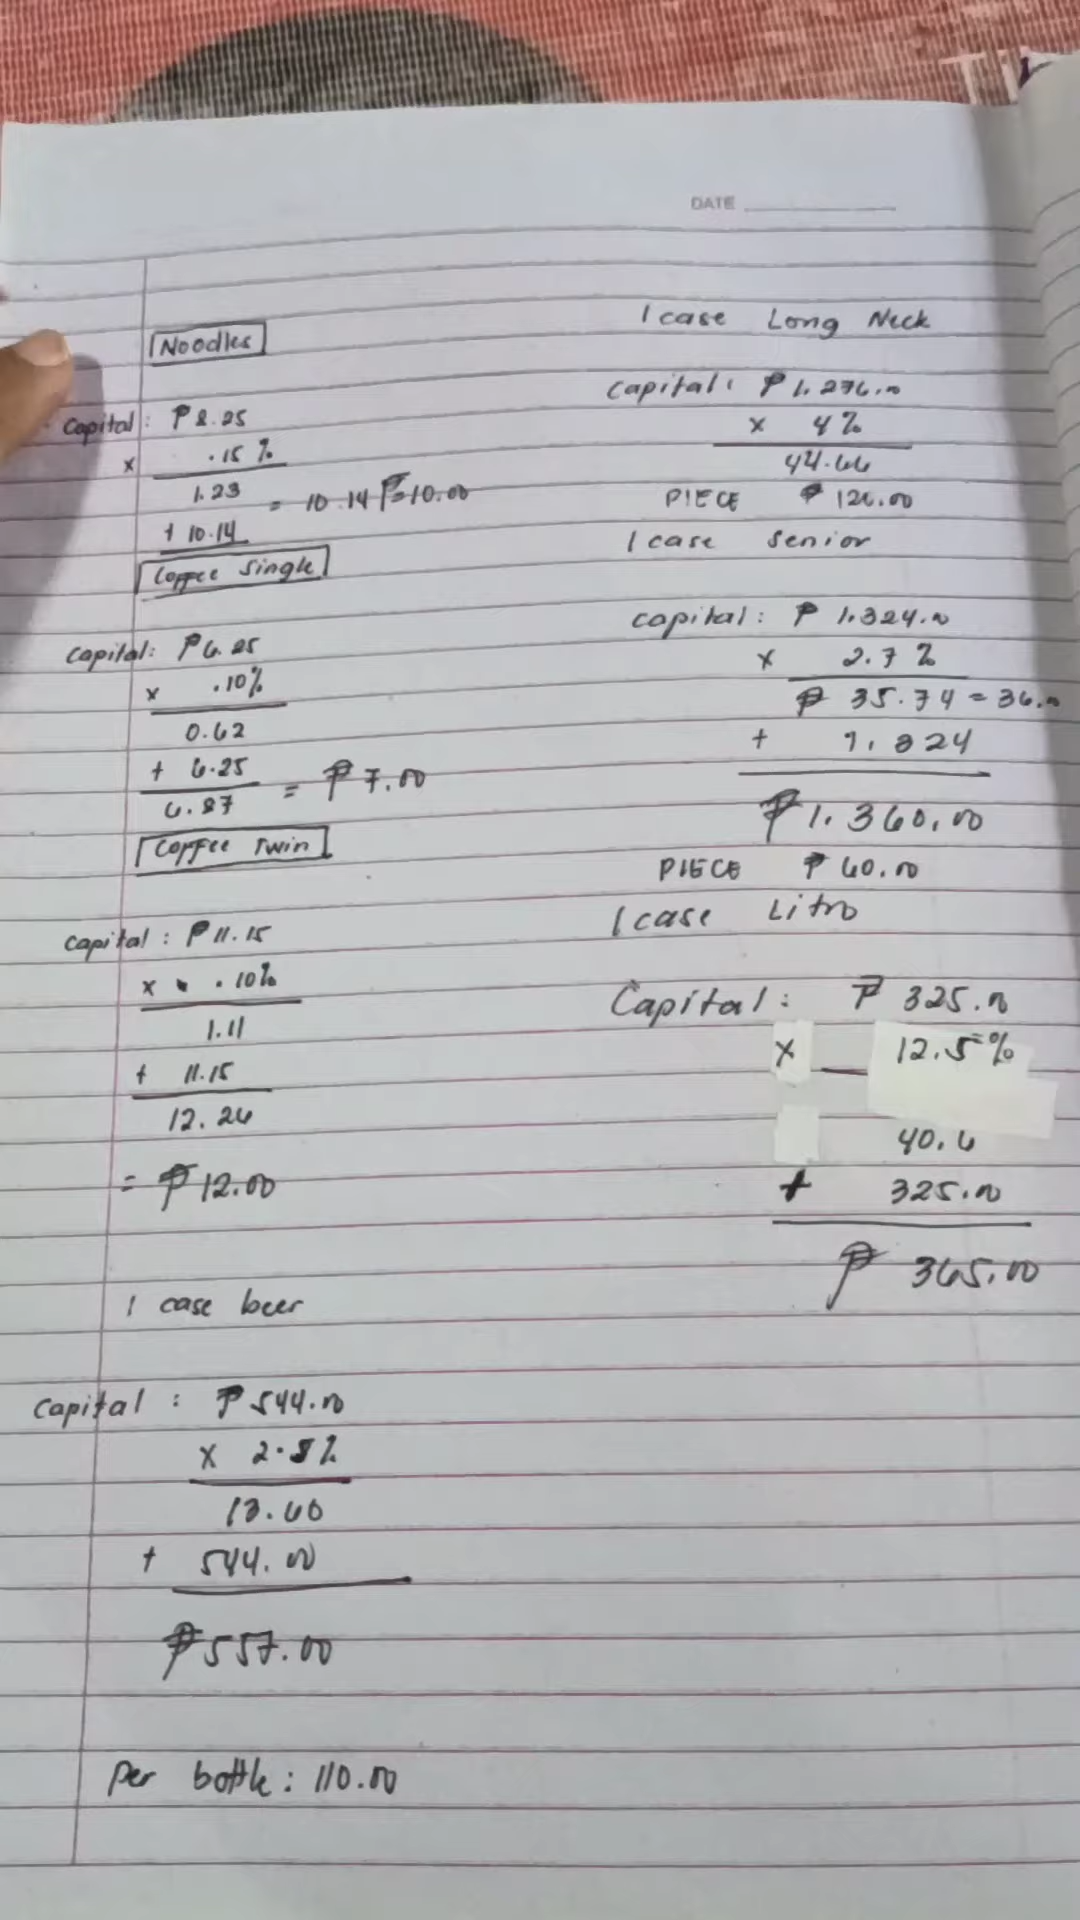 DATE
Noodles
Capital: ₱8.25
x .15 %
1.23 = 10.14 ₱=10.00
+ 10.14
Coffee Single
Capital: ₱6.25
x .10%
0.62
+ 6.25
6.87 = ₱7.00
Coffee Twin
Capital: ₱11.15
x .10%
1.11
+ 11.15
12.26
= ₱12.00
1 case beer
Capital: ₱544.00
x 2.5%
13.60
+ 544.00
₱557.00
Per bottle: 110.00
1 case Long Neck
Capital: ₱1,276.00
x 4%
44.66
PIECE ₱120.00
1 case Senior
Capital: ₱1,324.00
x 2.7%
₱35.74 = 36.00
+ 1,324
₱1,360.00
PIECE ₱60.00
1 case Litro
Capital: ₱325.00
x 12.5%
40.6
+ 325.00
₱365.00